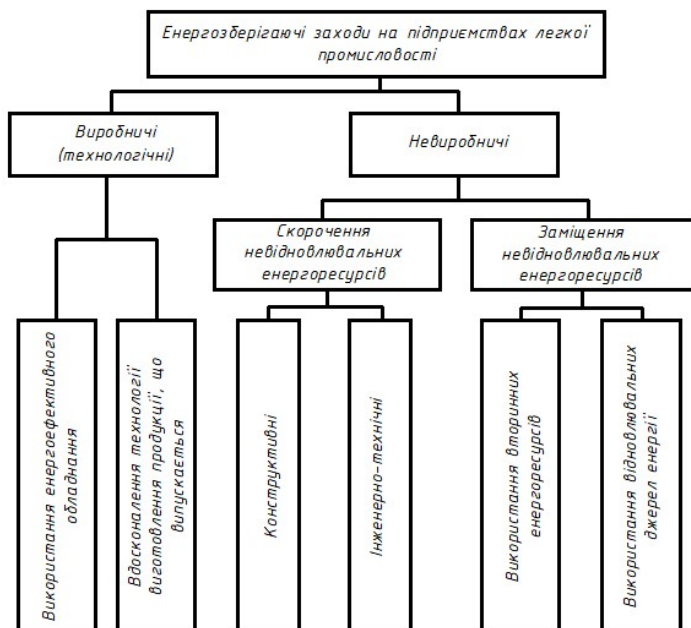 Енергозберігаючі заходи на підприємствах легкої
промисловості
Виробничі
(технологічні)
Невиробничі
Скорочення
невідновлювальних
енергоресурсів
Заміщення
невідновлювальних
енергоресурсів
Використання енергоефективного
обладнання
Вдосконалення технології
виготовлення продукції, що
випускається
Конструктивні
Інженерно-технічні
Використання вторинних
енергоресурсів
Використання відновлювальних
джерел енергії